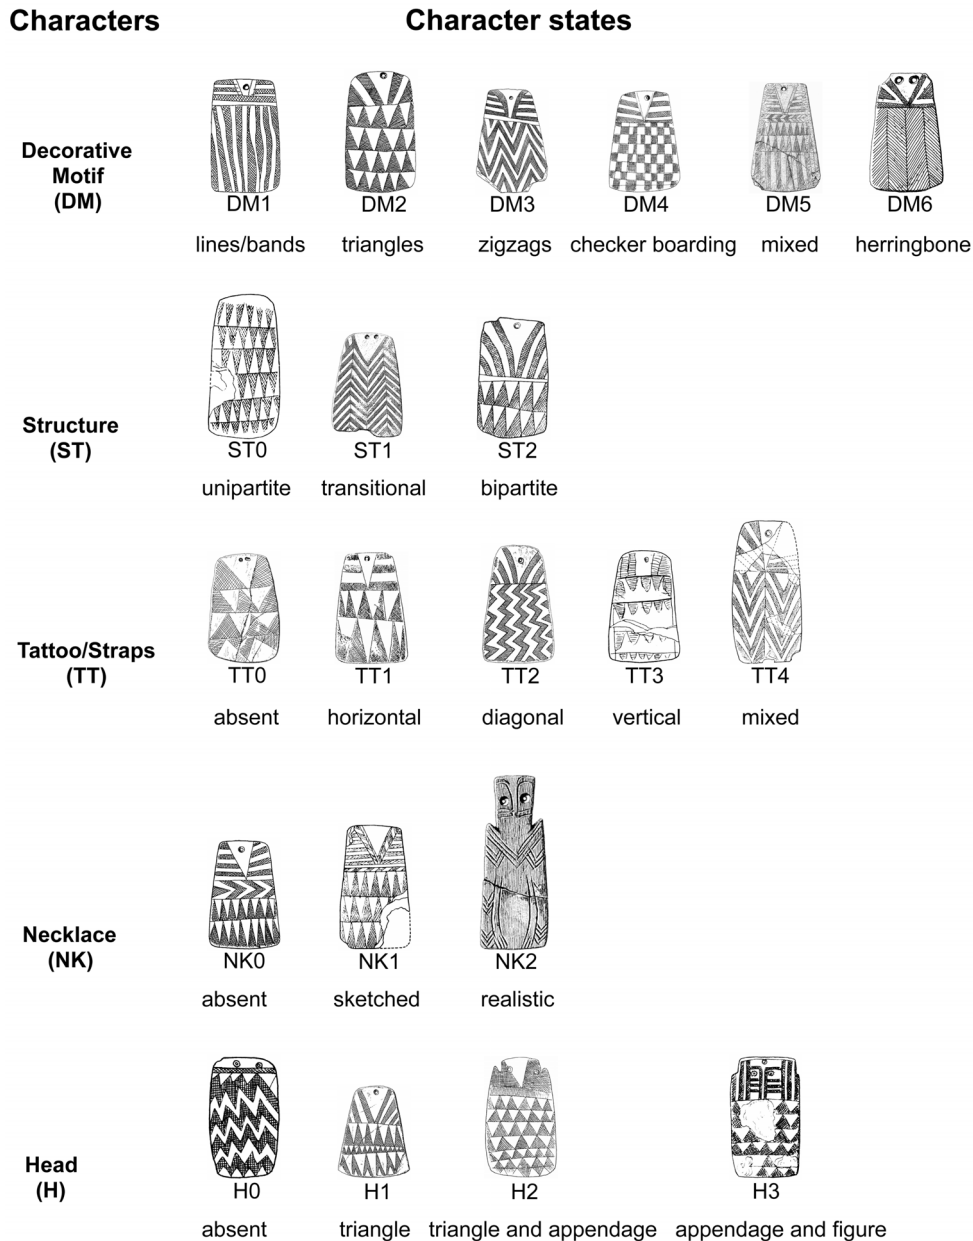 Characters Character states
Decorative
Motif
(DM)
DM1 DM2 DM3 DM4 DM5 DM6
lines/bands triangles zigzags checker boarding mixed herringbone
Structure
(ST)
ST0 ST1 ST2
unipartite transitional bipartite
Tattoo/Straps
(TT)
TT0 TT1 TT2 TT3 TT4
absent horizontal diagonal vertical mixed
Necklace
(NK)
NK0 NK1 NK2
absent sketched realistic
Head
(H)
H0 H1 H2 H3
absent triangle triangle and appendage appendage and figure